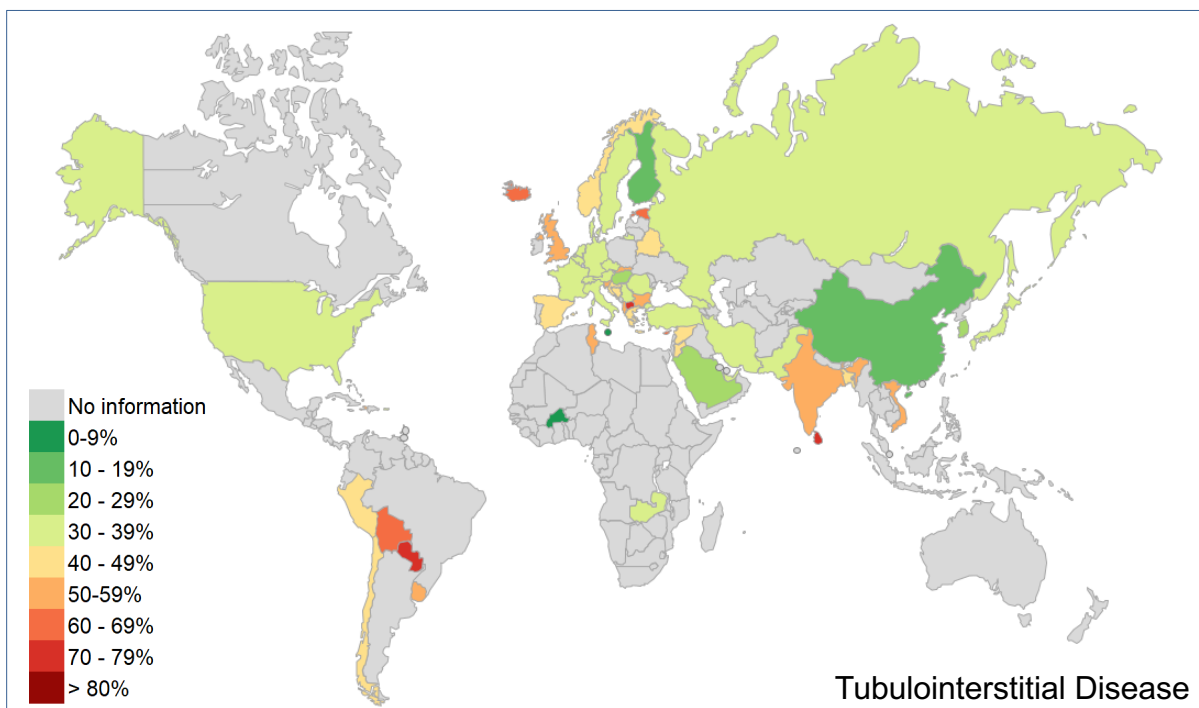 No information
0-9%
10 - 19%
20 - 29%
30 - 39%
40 - 49%
50-59%
60 - 69%
70 - 79%
> 80%
Tubulointerstitial Disease